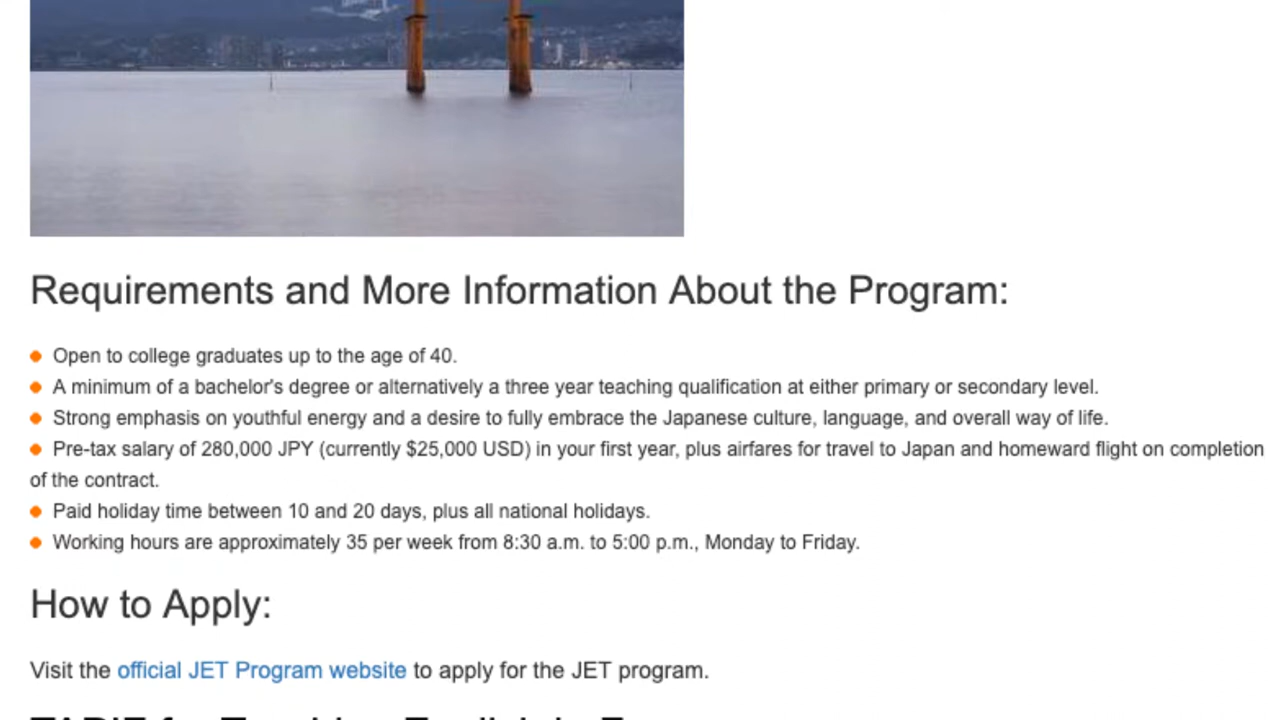 Requirements and More Information About the Program:
Open to college graduates up to the age of 40.
A minimum of a bachelor's degree or alternatively a three year teaching qualification at either primary or secondary level.
Strong emphasis on youthful energy and a desire to fully embrace the Japanese culture, language, and overall way of life.
Pre-tax salary of 280,000 JPY (currently $25,000 USD) in your first year, plus airfares for travel to Japan and homeward flight on completion
of the contract.
Paid holiday time between 10 and 20 days, plus all national holidays.
Working hours are approximately 35 per week from 8:30 a.m. to 5:00 p.m., Monday to Friday.
How to Apply:
Visit the official JET Program website to apply for the JET program.